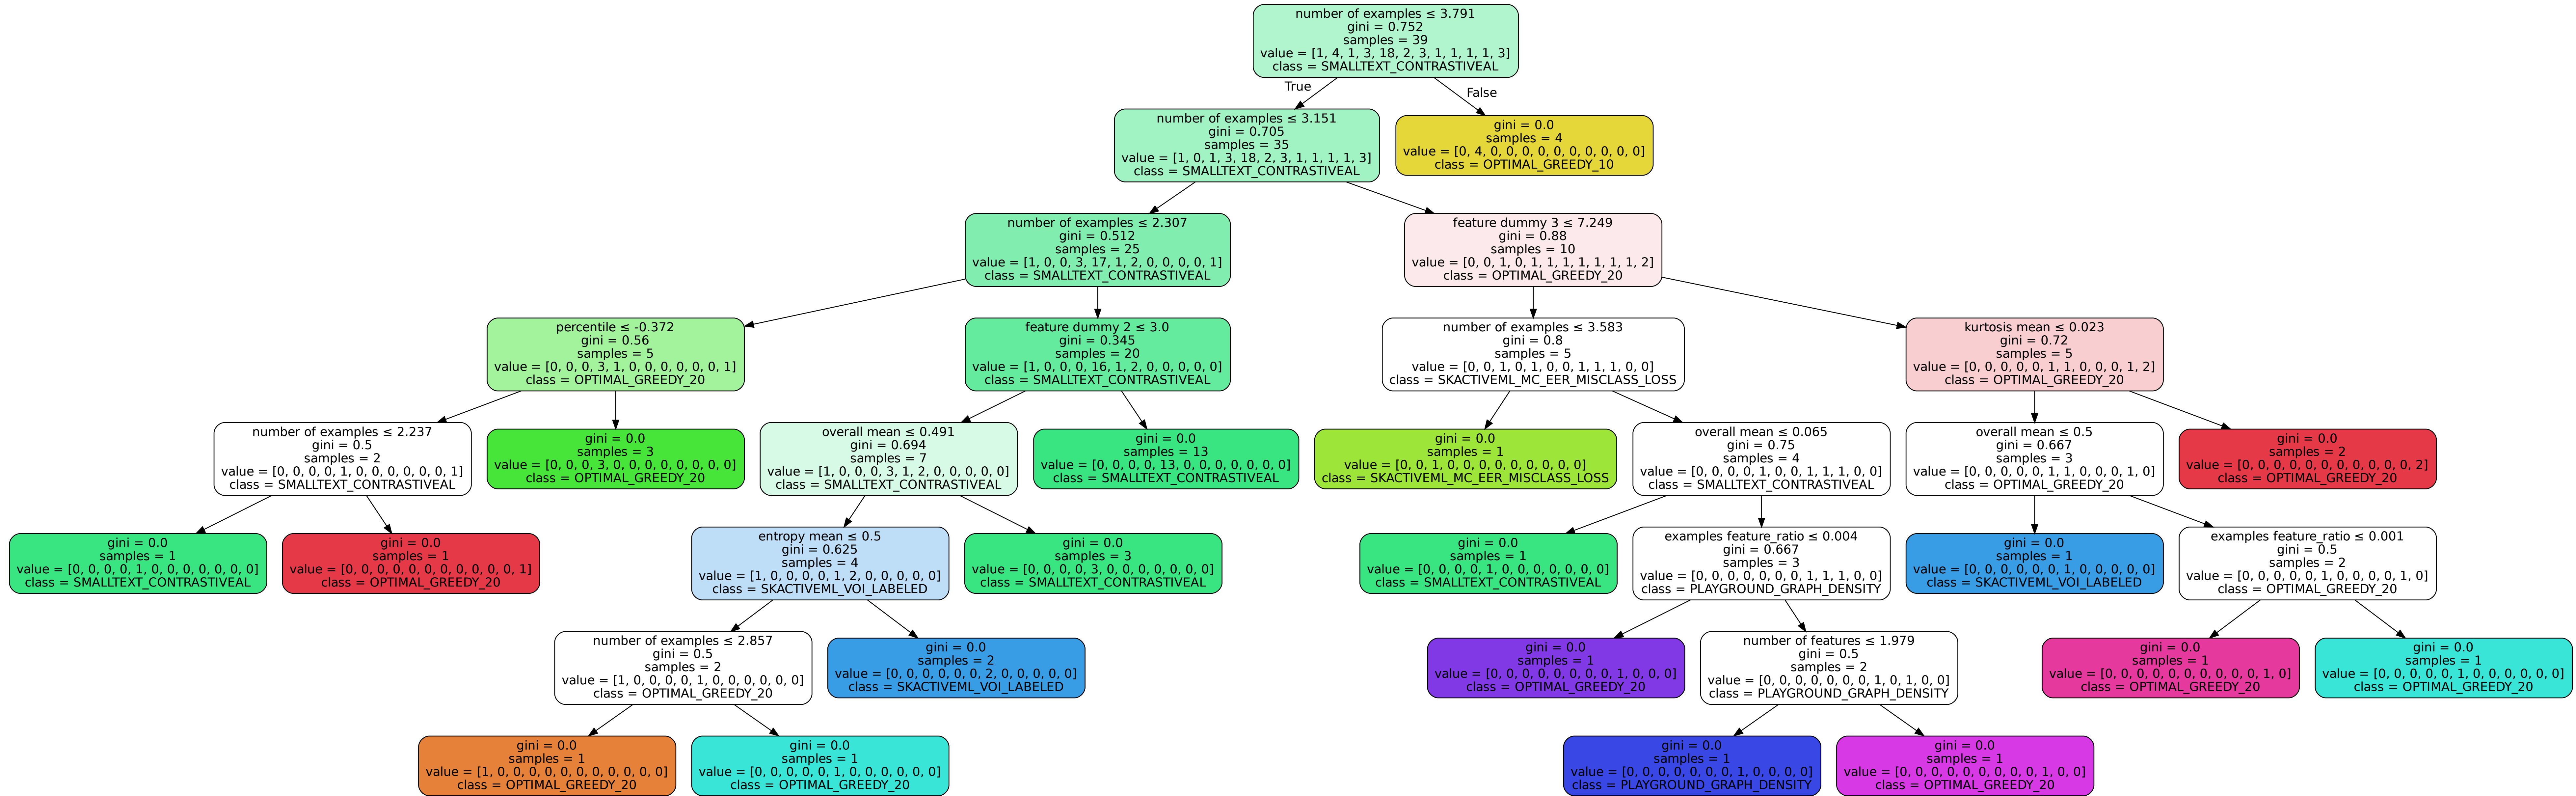 number of examples ≤ 3.791
gini = 0.752
samples = 39
value = [1, 4, 1, 3, 18, 2, 3, 1, 1, 1, 1, 3]
class = SMALLTEXT_CONTRASTIVEAL
True
False
number of examples ≤ 3.151
gini = 0.705
samples = 35
value = [1, 0, 1, 3, 18, 2, 3, 1, 1, 1, 1, 3]
class = SMALLTEXT_CONTRASTIVEAL
gini = 0.0
samples = 4
value = [0, 4, 0, 0, 0, 0, 0, 0, 0, 0, 0, 0]
class = OPTIMAL_GREEDY_10
number of examples ≤ 2.307
gini = 0.512
samples = 25
value = [1, 0, 0, 3, 17, 1, 2, 0, 0, 0, 0, 1]
class = SMALLTEXT_CONTRASTIVEAL
feature dummy 3 ≤ 7.249
gini = 0.88
samples = 10
value = [0, 0, 1, 0, 1, 1, 1, 1, 1, 1, 1, 2]
class = OPTIMAL_GREEDY_20
percentile ≤ -0.372
gini = 0.56
samples = 5
value = [0, 0, 0, 3, 1, 0, 0, 0, 0, 0, 0, 1]
class = OPTIMAL_GREEDY_20
feature dummy 2 ≤ 3.0
gini = 0.345
samples = 20
value = [1, 0, 0, 0, 16, 1, 2, 0, 0, 0, 0, 0]
class = SMALLTEXT_CONTRASTIVEAL
number of examples ≤ 3.583
gini = 0.8
samples = 5
value = [0, 0, 1, 0, 1, 0, 0, 1, 1, 1, 0, 0]
class = SKACTIVEML_MC_EER_MISCLASS_LOSS
kurtosis mean ≤ 0.023
gini = 0.72
samples = 5
value = [0, 0, 0, 0, 0, 1, 1, 0, 0, 0, 1, 2]
class = OPTIMAL_GREEDY_20
number of examples ≤ 2.237
gini = 0.5
samples = 2
value = [0, 0, 0, 0, 1, 0, 0, 0, 0, 0, 0, 1]
class = SMALLTEXT_CONTRASTIVEAL
gini = 0.0
samples = 3
value = [0, 0, 0, 3, 0, 0, 0, 0, 0, 0, 0, 0]
class = OPTIMAL_GREEDY_20
overall mean ≤ 0.491
gini = 0.694
samples = 7
value = [1, 0, 0, 0, 3, 1, 2, 0, 0, 0, 0, 0]
class = SMALLTEXT_CONTRASTIVEAL
gini = 0.0
samples = 13
value = [0, 0, 0, 0, 13, 0, 0, 0, 0, 0, 0, 0]
class = SMALLTEXT_CONTRASTIVEAL
gini = 0.0
samples = 1
value = [0, 0, 1, 0, 0, 0, 0, 0, 0, 0, 0, 0]
class = SKACTIVEML_MC_EER_MISCLASS_LOSS
overall mean ≤ 0.065
gini = 0.75
samples = 4
value = [0, 0, 0, 0, 1, 0, 0, 1, 1, 1, 0, 0]
class = SMALLTEXT_CONTRASTIVEAL
overall mean ≤ 0.5
gini = 0.667
samples = 3
value = [0, 0, 0, 0, 0, 1, 1, 0, 0, 0, 1, 0]
class = OPTIMAL_GREEDY_20
gini = 0.0
samples = 2
value = [0, 0, 0, 0, 0, 0, 0, 0, 0, 0, 0, 2]
class = OPTIMAL_GREEDY_20
gini = 0.0
samples = 1
value = [0, 0, 0, 0, 1, 0, 0, 0, 0, 0, 0, 0]
class = SMALLTEXT_CONTRASTIVEAL
gini = 0.0
samples = 1
value = [0, 0, 0, 0, 0, 0, 0, 0, 0, 0, 0, 1]
class = OPTIMAL_GREEDY_20
entropy mean ≤ 0.5
gini = 0.625
samples = 4
value = [1, 0, 0, 0, 0, 1, 2, 0, 0, 0, 0, 0]
class = SKACTIVEML_VOI_LABELED
gini = 0.0
samples = 3
value = [0, 0, 0, 0, 3, 0, 0, 0, 0, 0, 0, 0]
class = SMALLTEXT_CONTRASTIVEAL
gini = 0.0
samples = 1
value = [0, 0, 0, 0, 1, 0, 0, 0, 0, 0, 0, 0]
class = SMALLTEXT_CONTRASTIVEAL
examples feature_ratio ≤ 0.004
gini = 0.667
samples = 3
value = [0, 0, 0, 0, 0, 0, 0, 1, 1, 1, 0, 0]
class = PLAYGROUND_GRAPH_DENSITY
gini = 0.0
samples = 1
value = [0, 0, 0, 0, 0, 0, 1, 0, 0, 0, 0, 0]
class = SKACTIVEML_VOI_LABELED
examples feature_ratio ≤ 0.001
gini = 0.5
samples = 2
value = [0, 0, 0, 0, 0, 1, 0, 0, 0, 0, 1, 0]
class = OPTIMAL_GREEDY_20
number of examples ≤ 2.857
gini = 0.5
samples = 2
value = [1, 0, 0, 0, 0, 1, 0, 0, 0, 0, 0, 0]
class = OPTIMAL_GREEDY_20
gini = 0.0
samples = 2
value = [0, 0, 0, 0, 0, 0, 2, 0, 0, 0, 0, 0]
class = SKACTIVEML_VOI_LABELED
gini = 0.0
samples = 1
value = [0, 0, 0, 0, 0, 0, 0, 0, 1, 0, 0, 0]
class = OPTIMAL_GREEDY_20
number of features ≤ 1.979
gini = 0.5
samples = 2
value = [0, 0, 0, 0, 0, 0, 0, 1, 0, 1, 0, 0]
class = PLAYGROUND_GRAPH_DENSITY
gini = 0.0
samples = 1
value = [0, 0, 0, 0, 0, 0, 0, 0, 0, 0, 1, 0]
class = OPTIMAL_GREEDY_20
gini = 0.0
samples = 1
value = [0, 0, 0, 0, 0, 1, 0, 0, 0, 0, 0, 0]
class = OPTIMAL_GREEDY_20
gini = 0.0
samples = 1
value = [1, 0, 0, 0, 0, 0, 0, 0, 0, 0, 0, 0]
class = OPTIMAL_GREEDY_20
gini = 0.0
samples = 1
value = [0, 0, 0, 0, 0, 1, 0, 0, 0, 0, 0, 0]
class = OPTIMAL_GREEDY_20
gini = 0.0
samples = 1
value = [0, 0, 0, 0, 0, 0, 0, 1, 0, 0, 0, 0]
class = PLAYGROUND_GRAPH_DENSITY
gini = 0.0
samples = 1
value = [0, 0, 0, 0, 0, 0, 0, 0, 0, 1, 0, 0]
class = OPTIMAL_GREEDY_20